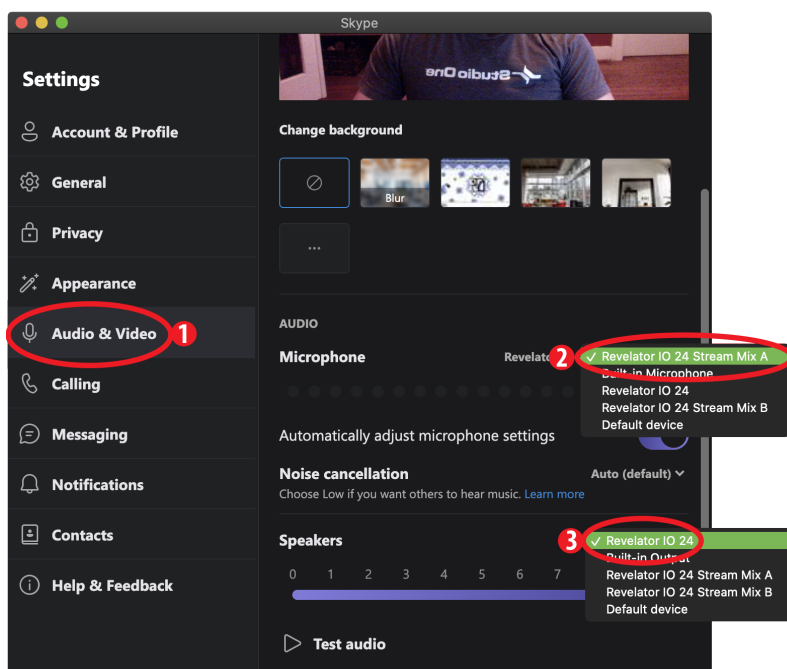 Skype
Settings
Account & Profile
General
Privacy
Appearance
Audio & Video
1
Calling
Messaging
Notifications
Contacts
Help & Feedback
Studio One
Change background
Blur
...
AUDIO
Microphone
Revelato
2
✓ Revelator IO 24 Stream Mix A
Built-in Microphone
Revelator IO 24
Revelator IO 24 Stream Mix B
Default device
Automatically adjust microphone settings
Noise cancellation
Auto (default)
Choose Low if you want others to hear music. Learn more
Speakers
3
✓ Revelator IO 24
Built-in Output
Revelator IO 24 Stream Mix A
Revelator IO 24 Stream Mix B
Default device
0 1 2 3 4 5 6 7
Test audio